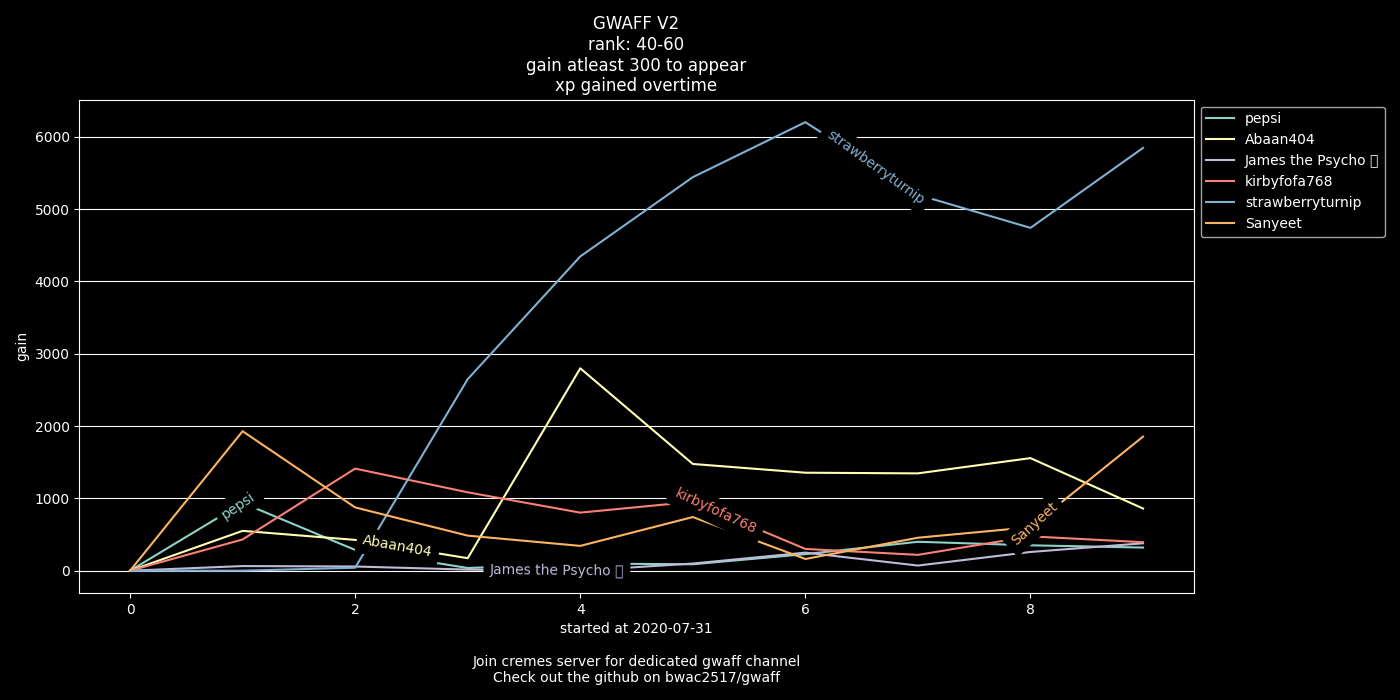 GWAFF V2
rank: 40-60
gain atleast 300 to appear
xp gained overtime
pepsi
Abaan404
James the Psycho
kirbyfofa768
strawberryturnip
Sanyeet
6000
5000
4000
3000
2000
1000
0
gain
strawberryturnip
pepsi
kirbyfofa768
Abaan404
Sanyeet
James the Psycho
0
2
4
6
8
started at 2020-07-31
Join cremes server for dedicated gwaff channel
Check out the github on bwac2517/gwaff